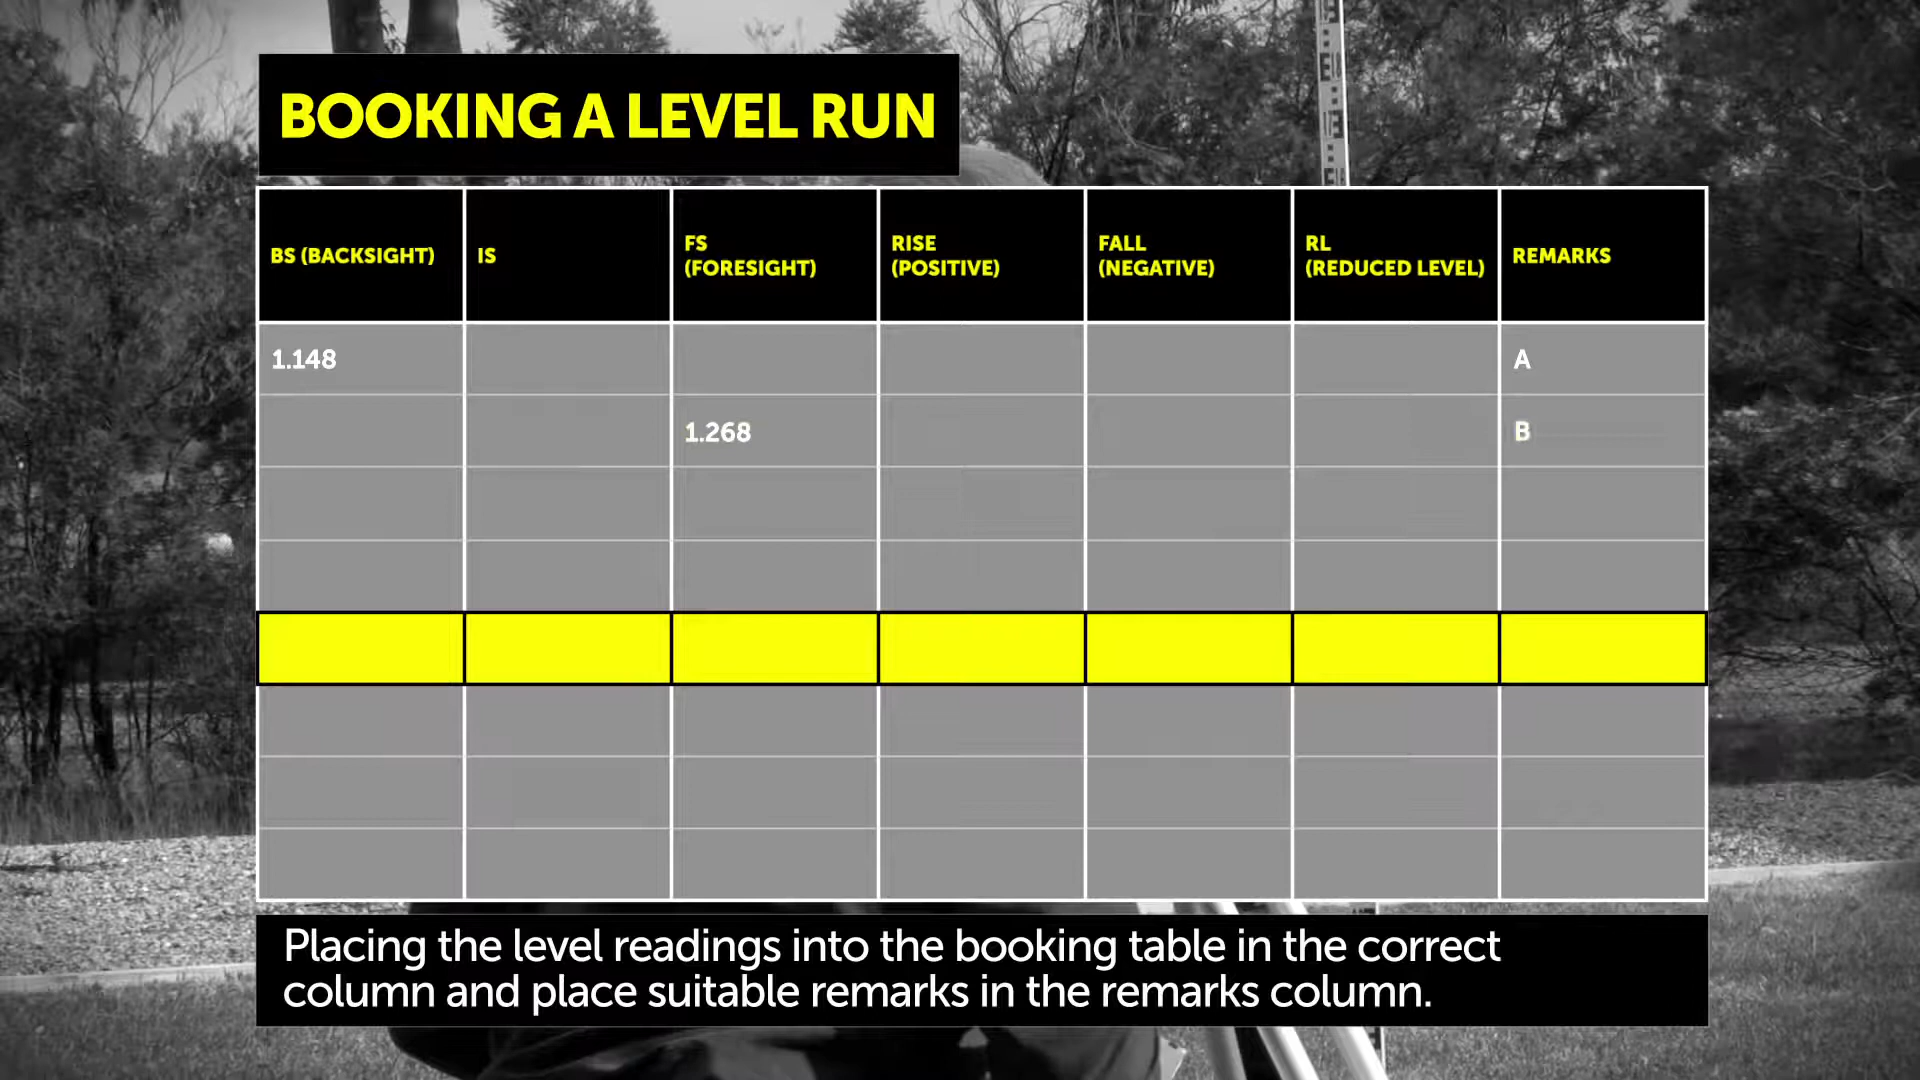 BOOKING A LEVEL RUN
BS (BACKSIGHT)
IS
FS
(FORESIGHT)
RISE
(POSITIVE)
FALL
(NEGATIVE)
RL
(REDUCED LEVEL)
REMARKS
1.148
A
1.268
B
Placing the level readings into the booking table in the correct
column and place suitable remarks in the remarks column.